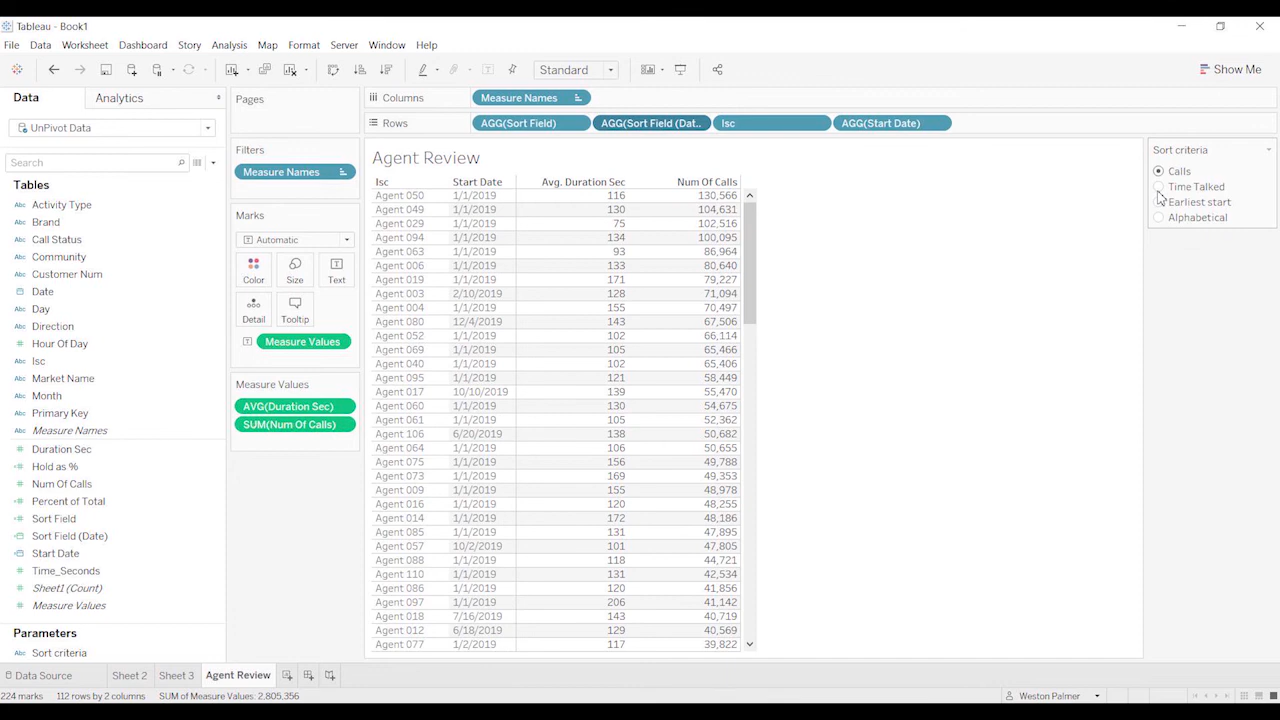 Tableau - Book1
File Data Worksheet Dashboard Story Analysis Map Format Server Window Help
Standard
Show Me
Data Analytics
UnPivot Data
Search
Tables
Abc Activity Type
Abc Brand
Abc Call Status
Abc Community
Abc Customer Num
Date
Abc Day
Abc Direction
# Hour Of Day
Abc Isc
Abc Market Name
Abc Month
Abc Primary Key
Abc Measure Names
# Duration Sec
Hold as %
# Num Of Calls
Percent of Total
Sort Field
Sort Field (Date)
Start Date
# Time_Seconds
# Sheet1 (Count)
# Measure Values
Parameters
Sort criteria
Pages
Filters
Measure Names
Marks
Automatic
Color Size Text
Detail Tooltip
Measure Values
Measure Values
AVG(Duration Sec)
SUM(Num Of Calls)
Columns Measure Names
Rows AGG(Sort Field) AGG(Sort Field (Dat.. Isc AGG(Start Date)
Agent Review
Isc Start Date Avg. Duration Sec Num Of Calls
Agent 050 1/1/2019 116 130,566
Agent 049 1/1/2019 130 104,631
Agent 029 1/1/2019 75 102,516
Agent 094 1/1/2019 134 100,095
Agent 063 1/1/2019 93 86,964
Agent 006 1/1/2019 133 80,640
Agent 019 1/1/2019 171 79,227
Agent 003 2/10/2019 128 71,094
Agent 004 1/1/2019 155 70,497
Agent 080 12/4/2019 143 67,506
Agent 052 1/1/2019 102 66,114
Agent 069 1/1/2019 105 65,466
Agent 040 1/1/2019 102 65,406
Agent 095 1/1/2019 121 58,449
Agent 017 10/10/2019 139 55,470
Agent 060 1/1/2019 130 54,675
Agent 061 1/1/2019 105 52,362
Agent 106 6/20/2019 138 50,682
Agent 064 1/1/2019 106 50,655
Agent 075 1/1/2019 156 49,788
Agent 073 1/1/2019 169 49,353
Agent 009 1/1/2019 155 48,978
Agent 016 1/1/2019 120 48,255
Agent 014 1/1/2019 172 48,186
Agent 085 1/1/2019 131 47,895
Agent 057 10/2/2019 101 47,805
Agent 088 1/1/2019 118 44,721
Agent 110 1/1/2019 131 42,534
Agent 086 1/1/2019 120 41,856
Agent 097 1/1/2019 206 41,142
Agent 018 7/16/2019 143 40,719
Agent 012 6/18/2019 129 40,569
Agent 077 1/2/2019 117 39,822
Sort criteria
Calls
Time Talked
Earliest start
Alphabetical
Data Source Sheet 2 Sheet 3 Agent Review
224 marks 112 rows by 2 columns SUM of Measure Values: 2,805,356
Weston Palmer